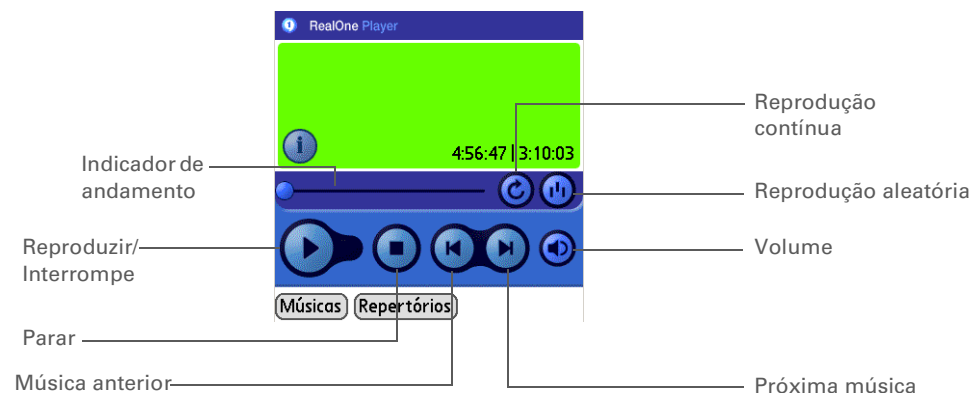 RealOne Player
Reprodução
contínua
4:56:47 | 3:10:03
Indicador de
andamento
Reprodução aleatória
Reproduzir/
Interrompe
Volume
Músicas
Repertórios
Parar
Música anterior
Próxima música